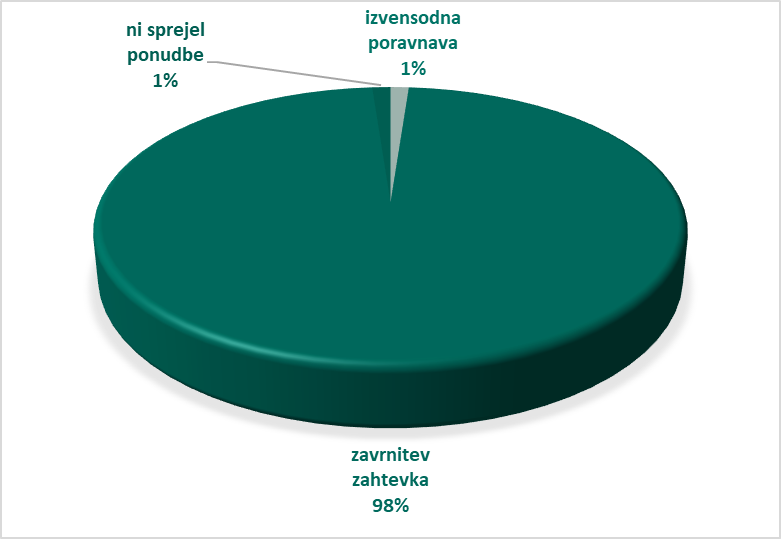 ni sprejel
ponudbe
1%
izvensodna
poravnava
1%
zavrnitev
zahtevka
98%